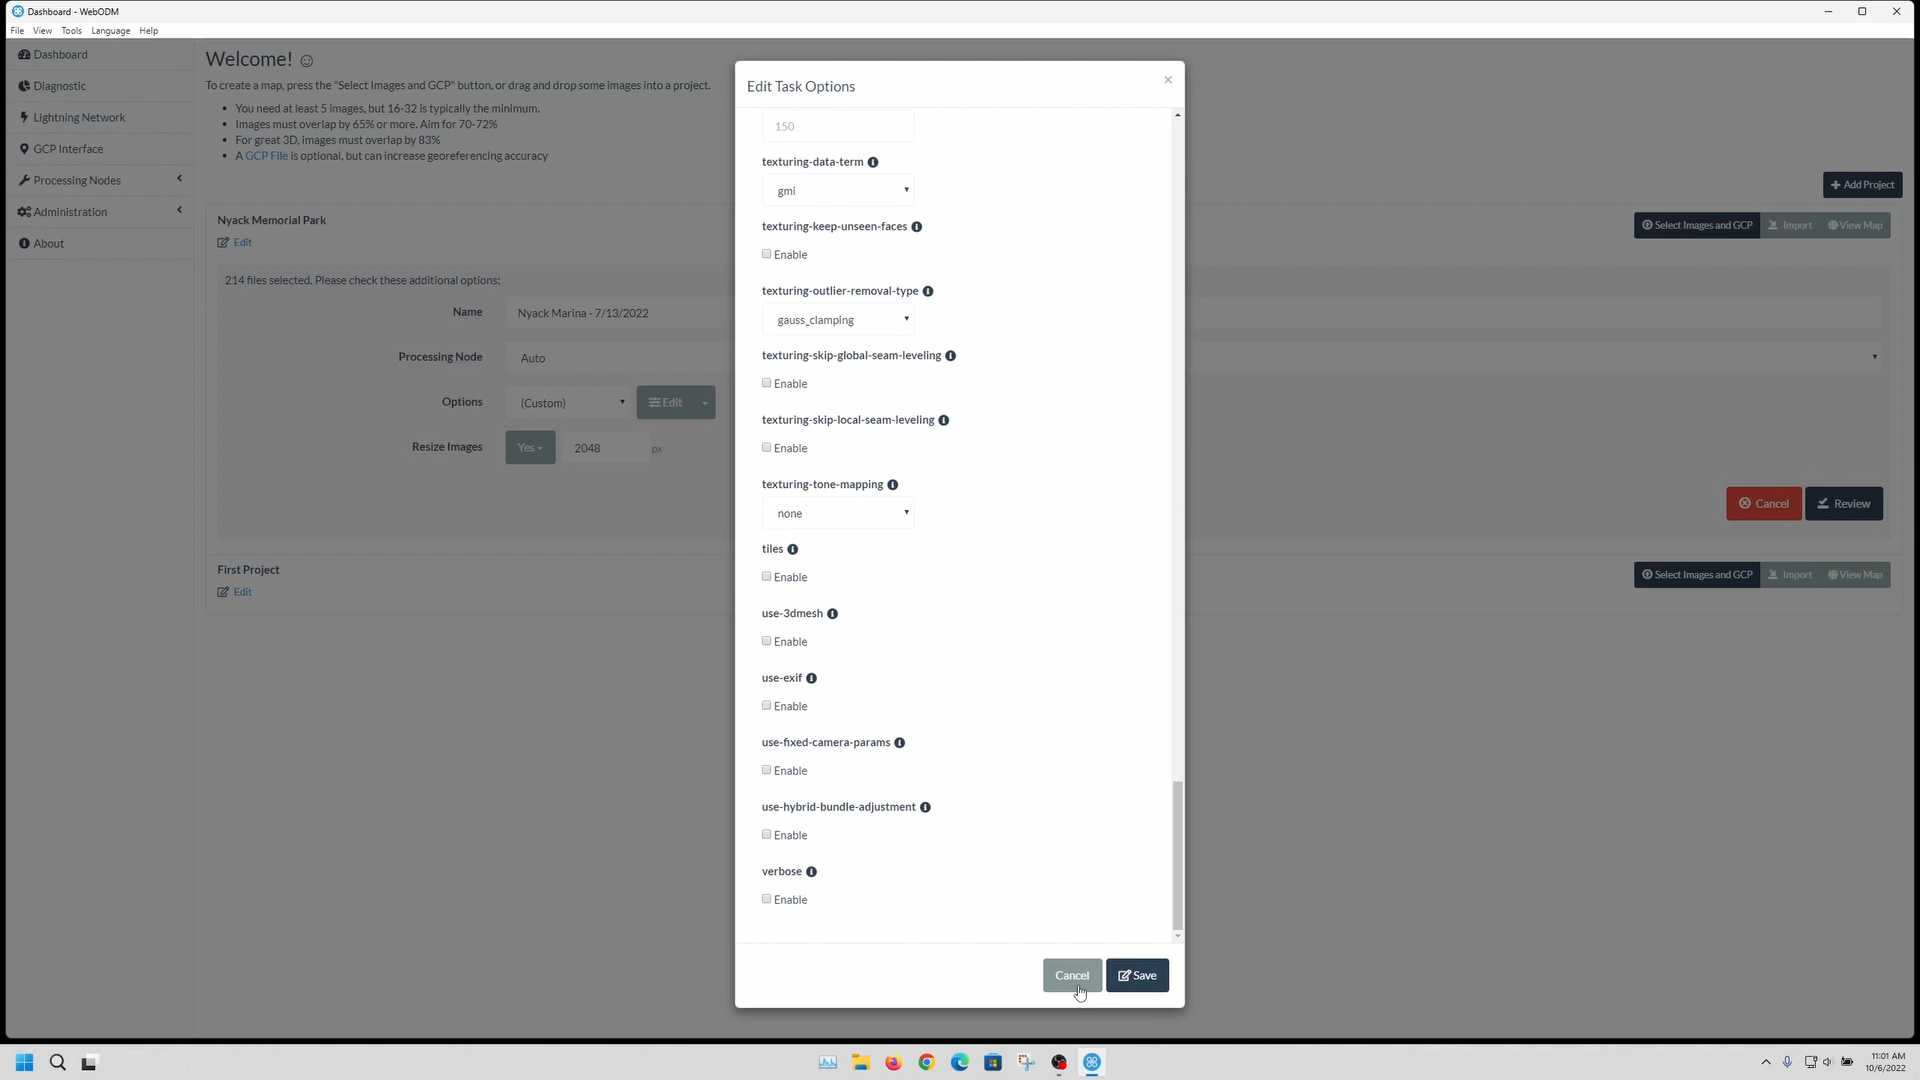 Dashboard - WebODM
File View Tools Language Help
Dashboard
Diagnostic
Lightning Network
GCP Interface
Processing Nodes
Administration
About
Welcome!
To create a map, press the "Select Images and GCP" button, or drag and drop some images into a project.
You need at least 5 images, but 16-32 is typically the minimum.
Images must overlap by 65% or more. Aim for 70-72%
For great 3D, images must overlap by 83%
A GCP File is optional, but can increase georeferencing accuracy
Add Project
Nyack Memorial Park
Edit
Select Images and GCP Import View Map
214 files selected. Please check these additional options:
Name Nyack Marina - 7/13/2022
Processing Node Auto
Options (Custom) Edit
Resize Images Yes 2048 px
Cancel Review
First Project
Edit
Select Images and GCP Import View Map
Edit Task Options ×
150
texturing-data-term
gmi
texturing-keep-unseen-faces
Enable
texturing-outlier-removal-type
gauss_clamping
texturing-skip-global-seam-leveling
Enable
texturing-skip-local-seam-leveling
Enable
texturing-tone-mapping
none
tiles
Enable
use-3dmesh
Enable
use-exif
Enable
use-fixed-camera-params
Enable
use-hybrid-bundle-adjustment
Enable
verbose
Enable
Cancel Save
11:01 AM
10/6/2022